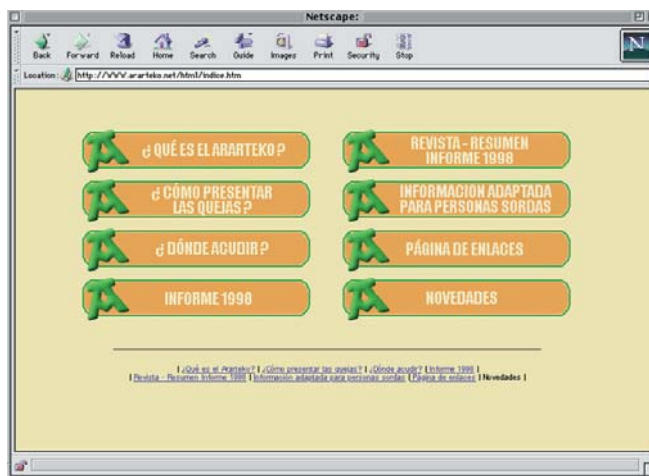 Netscape:
Back Forward Reload Home Search Guide Images Print Security Stop
N
Location: http://WWW.ararteko.net/html/indice.htm
¿ QUÉ ES EL ARARTEKO ?
¿ CÓMO PRESENTAR
LAS QUEJAS ?
¿ DÓNDE ACUDIR ?
INFORME 1998
REVISTA - RESUMEN
INFORME 1998
INFORMACION ADAPTADA
PARA PERSONAS SORDAS
PÁGINA DE ENLACES
NOVEDADES
| ¿Qué es el Ararteko? | ¿Cómo presentar las quejas? | ¿Dónde acudir? | Informe 1998 |
| Revista - Resumen Informe 1998 | Información adaptada para personas sordas | Página de enlaces | Novedades |